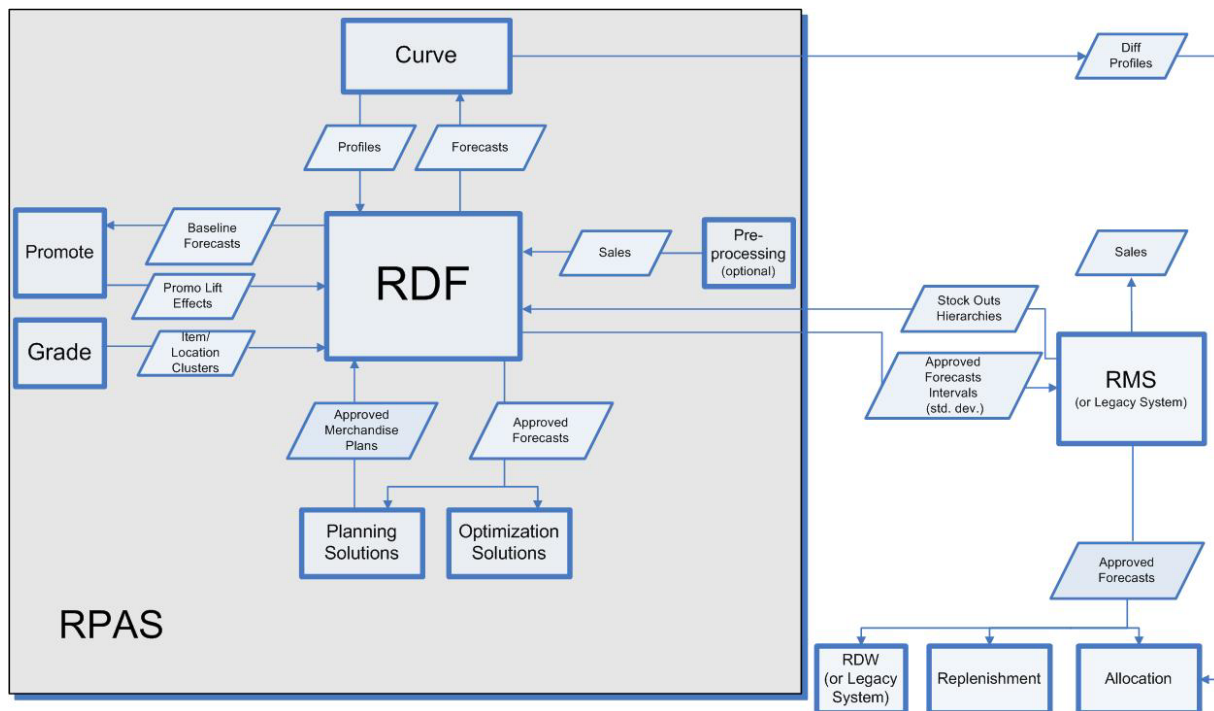 Curve
Diff
Profiles
Profiles
Forecasts
Promote
Baseline
Forecasts
Promo Lift
Effects
Grade
Item/
Location
Clusters
RDF
Sales
Pre-
processing
(optional)
Sales
Stock Outs
Hierarchies
Approved
Forecasts
Intervals
(std. dev.)
RMS
(or Legacy System)
Approved
Merchandise
Plans
Approved
Forecasts
Planning
Solutions
Optimization
Solutions
RPAS
Approved
Forecasts
RDW
(or Legacy
System)
Replenishment
Allocation